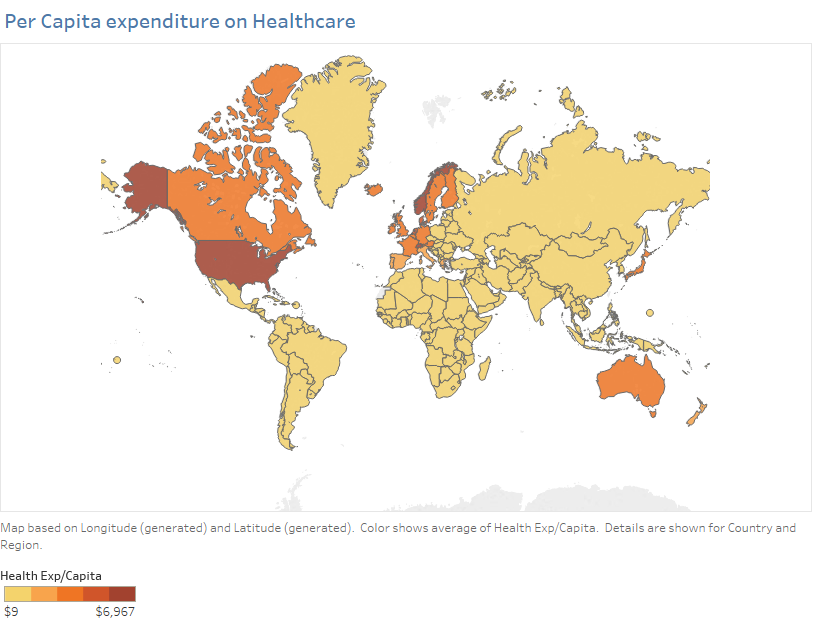 Per Capita expenditure on Healthcare
Map based on Longitude (generated) and Latitude (generated).  Color shows average of Health Exp/Capita.  Details are shown for Country and
Region.
Health Exp/Capita
$9 $6,967